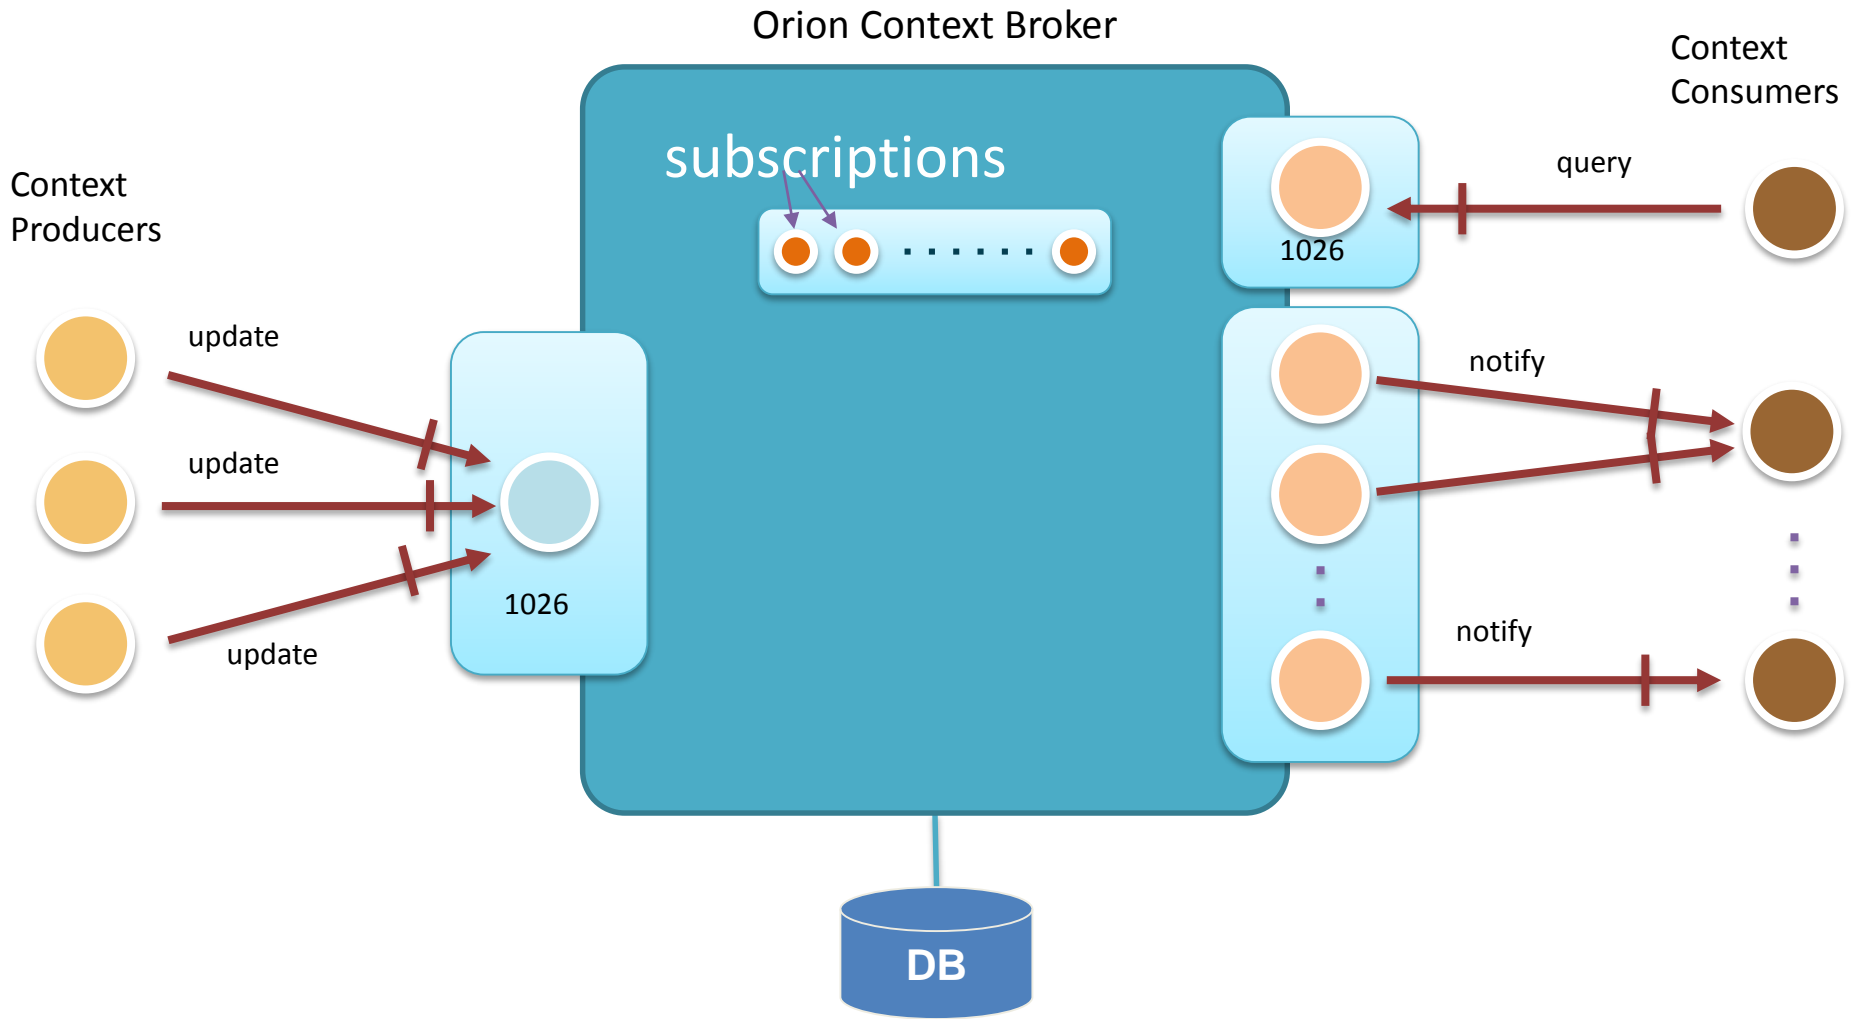 Orion Context Broker
Context
Consumers
subscriptions
query
Context
Producers
1026
update
notify
update
1026
notify
update
DB